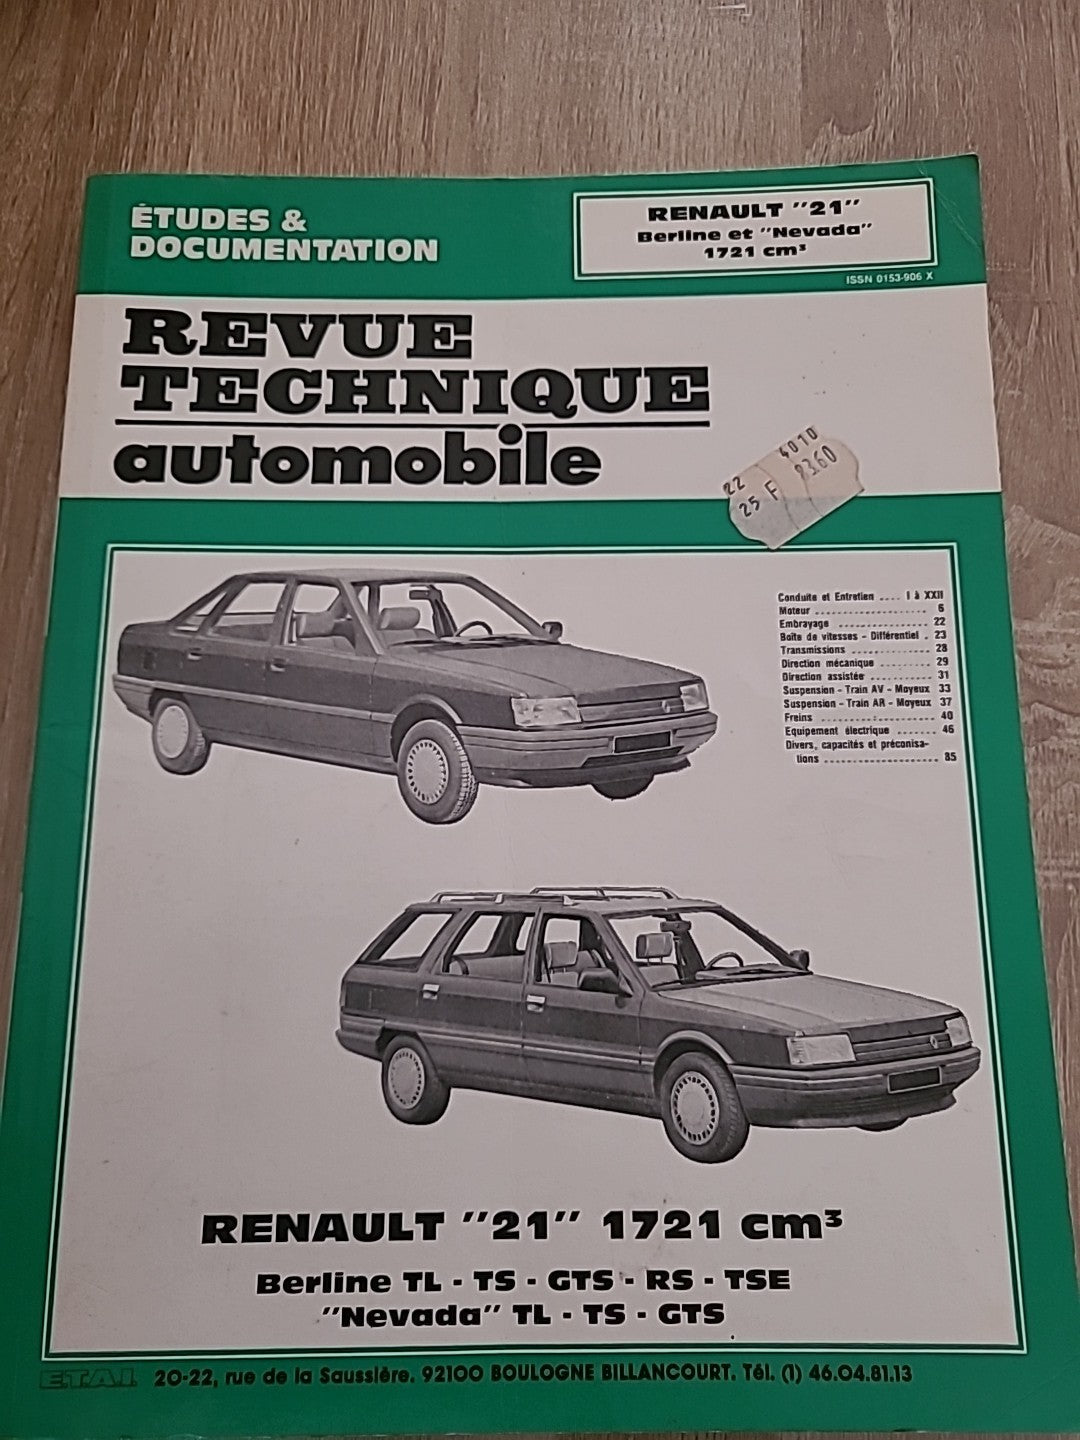 ÉTUDES &
DOCUMENTATION
RENAULT "21"
Berline et "Nevada"
1721 cm³
ISSN 0153-906 X
REVUE
TECHNIQUE
automobile
22 4010
25 F 9360
Conduite et Entretien .... I à XXII
Moteur ...................... 6
Embrayage ................. 22
Boîte de vitesses - Différentiel . 23
Transmissions .............. 28
Direction mécanique ......... 29
Direction assistée ........... 31
Suspension - Train AV - Moyeux 33
Suspension - Train AR - Moyeux 37
Freins ..................... 40
Equipement électrique ....... 46
Divers, capacités et préconisa-
tions ...................... 85
RENAULT "21" 1721 cm³
Berline TL - TS - GTS - RS - TSE
"Nevada" TL - TS - GTS
E.T.A.I. 20-22, rue de la Saussière. 92100 BOULOGNE BILLANCOURT. Tél. (1) 46.04.81.13